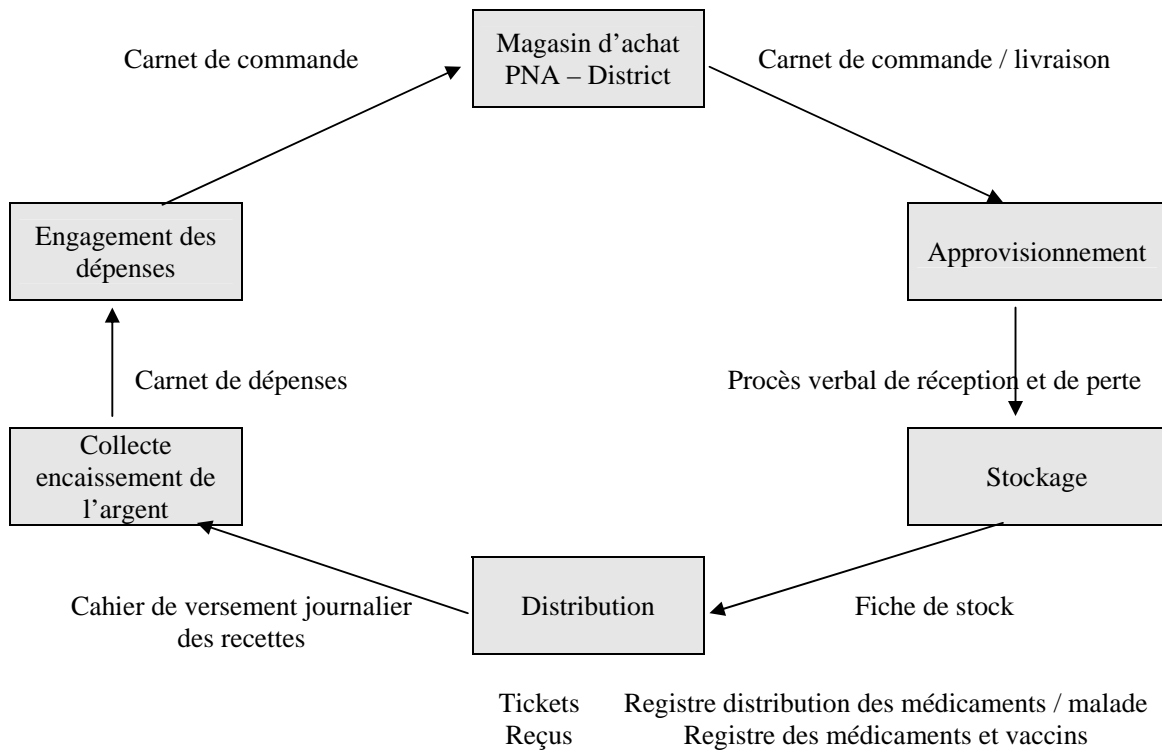 Magasin d’achat
PNA – District
Carnet de commande
Carnet de commande / livraison
Engagement des
dépenses
Approvisionnement
Carnet de dépenses
Procès verbal de réception et de perte
Collecte
encaissement de
l’argent
Stockage
Cahier de versement journalier
des recettes
Distribution
Fiche de stock
Tickets Registre distribution des médicaments / malade
Reçus Registre des médicaments et vaccins